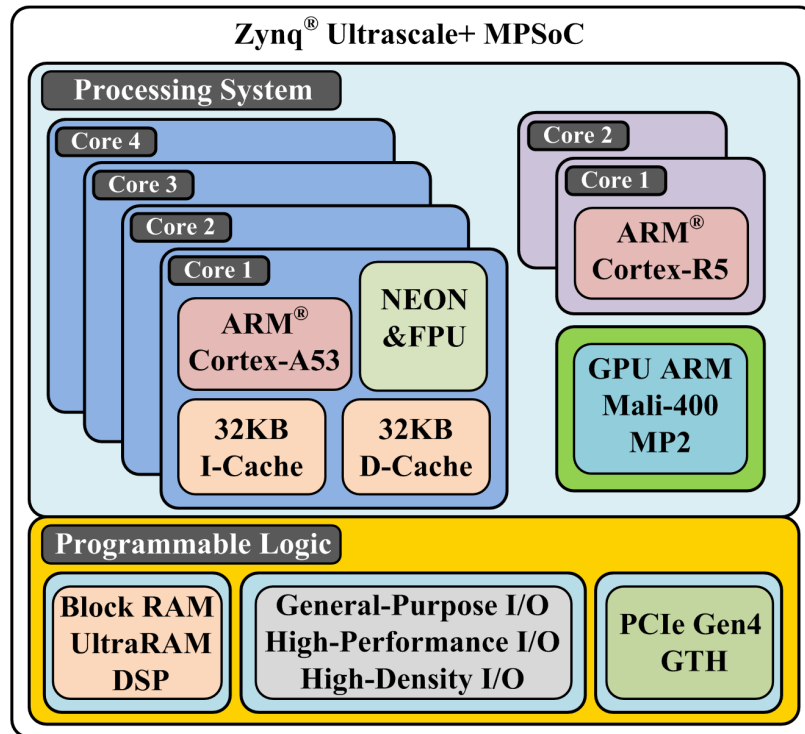 Zynq® Ultrascale+ MPSoC
Processing System
Core 4
Core 3
Core 2
Core 1
ARM®
Cortex-A53
NEON
&FPU
32KB
I-Cache
32KB
D-Cache
Core 2
Core 1
ARM®
Cortex-R5
GPU ARM
Mali-400
MP2
Programmable Logic
Block RAM
UltraRAM
DSP
General-Purpose I/O
High-Performance I/O
High-Density I/O
PCIe Gen4
GTH